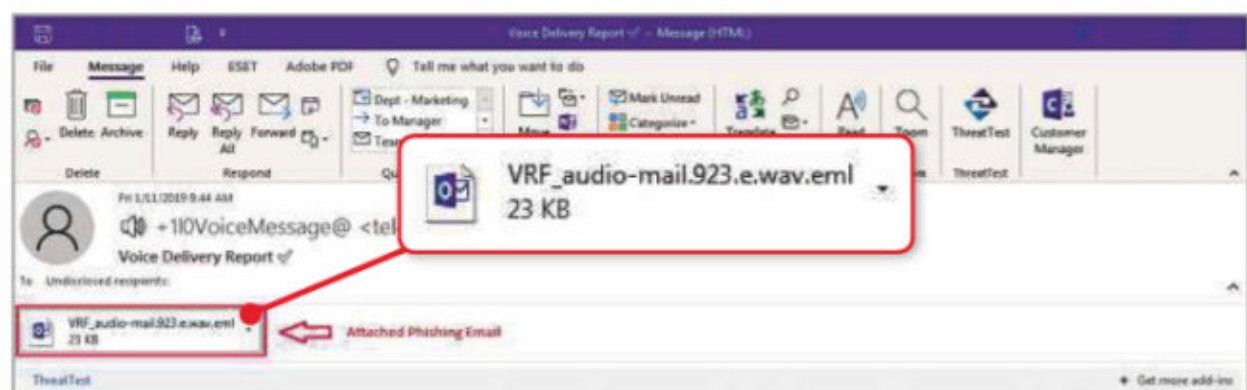 Voice Delivery Report ✓ - Message (HTML)
File Message Help ESET Adobe PDF Tell me what you want to do
Delete Archive Reply Reply All Forward
Dept - Marketing
To Manager
Mark Unread
Categorize
Read Zoom ThreatTest Customer Manager
Delete Respond ThreatTest
VRF_audio-mail.923.e.wav.eml
23 KB
Fri 1/11/2019 9:44 AM
+1l0VoiceMessage@ <tel
Voice Delivery Report ✓
To Undisclosed recipients:
VRF_audio-mail.923.e.wav.eml
23 KB
Attached Phishing Email
ThreatTest + Get more add-ins